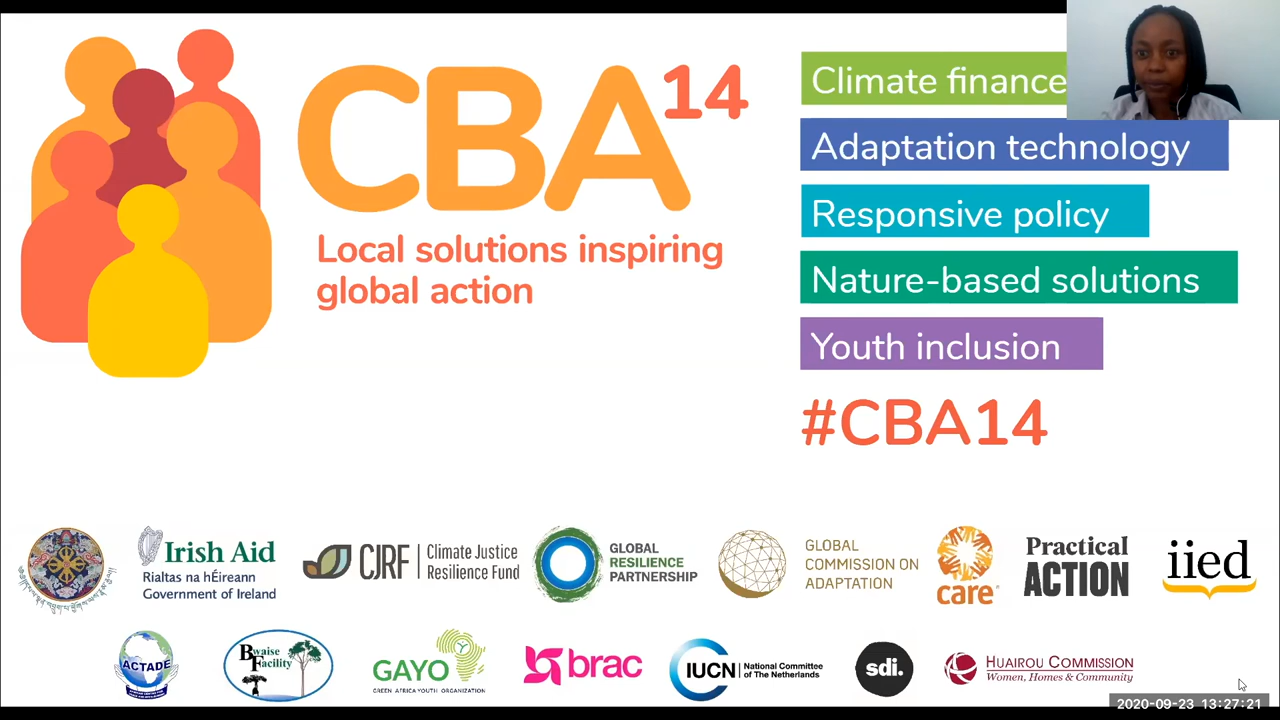 CBA14
Local solutions inspiring
global action
Climate finance
Adaptation technology
Responsive policy
Nature-based solutions
Youth inclusion
#CBA14
Irish Aid
Rialtas na hÉireann
Government of Ireland
CJRF
Climate Justice
Resilience Fund
GLOBAL
RESILIENCE
PARTNERSHIP
GLOBAL
COMMISSION ON
ADAPTATION
care
Practical
ACTION
iied
ACTADE
Bwaise
Facility
GAYO
GREEN AFRICA YOUTH ORGANIZATION
brac
IUCN
National Committee
of The Netherlands
sdi.
HUAIROU COMMISSION
Women, Homes & Community
2020-09-23 13:27:21